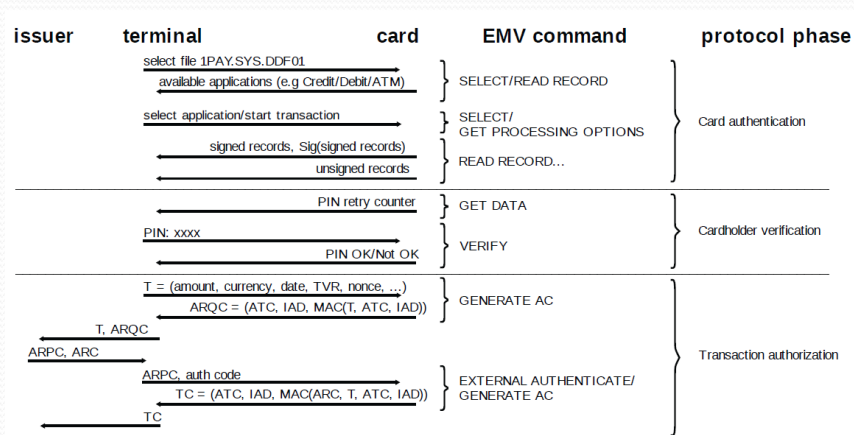 issuer terminal card EMV command protocol phase
select file 1PAY.SYS.DDF01
available applications (e.g Credit/Debit/ATM)
SELECT/READ RECORD
select application/start transaction
SELECT/
GET PROCESSING OPTIONS
Card authentication
signed records, Sig(signed records)
unsigned records
READ RECORD...
PIN retry counter
GET DATA
PIN: xxxx
PIN OK/Not OK
VERIFY
Cardholder verification
T = (amount, currency, date, TVR, nonce, ...)
ARQC = (ATC, IAD, MAC(T, ATC, IAD))
GENERATE AC
T, ARQC
ARPC, ARC
Transaction authorization
ARPC, auth code
TC = (ATC, IAD, MAC(ARC, T, ATC, IAD))
EXTERNAL AUTHENTICATE/
GENERATE AC
TC